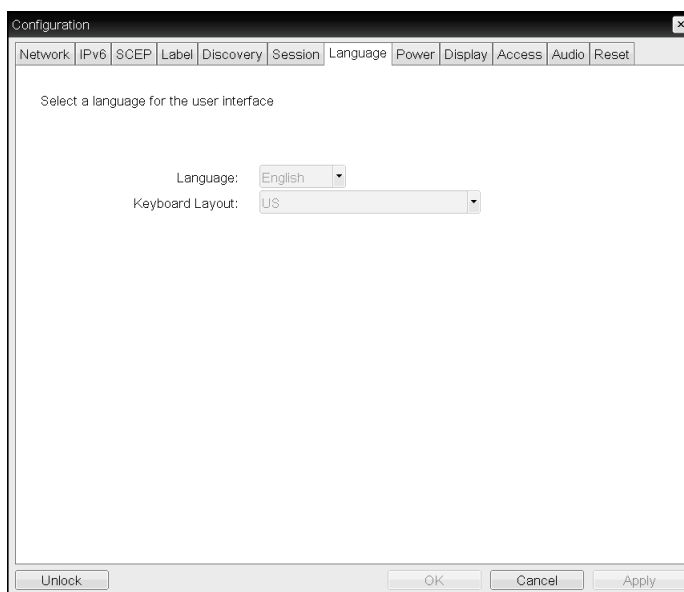 Configuration
Network IPv6 SCEP Label Discovery Session Language Power Display Access Audio Reset
Select a language for the user interface
Language: English
Keyboard Layout: US
Unlock OK Cancel Apply